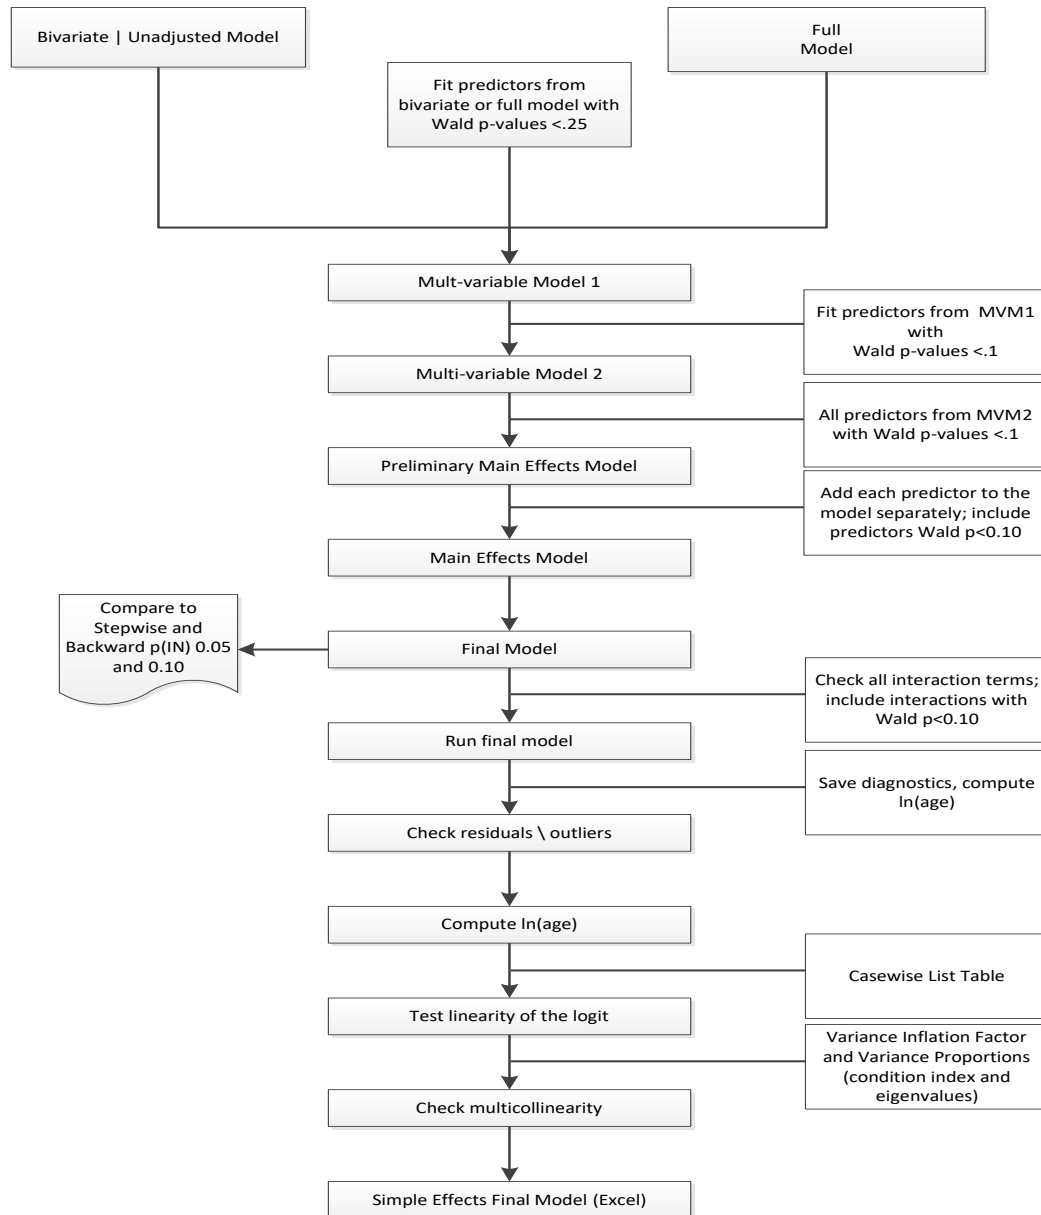 Bivariate | Unadjusted Model
Full
Model
Fit predictors from
bivariate or full model with
Wald p-values <.25
Mult-variable Model 1
Fit predictors from  MVM1
with
Wald p-values <.1
Multi-variable Model 2
All predictors from MVM2
with Wald p-values <.1
Preliminary Main Effects Model
Add each predictor to the
model separately; include
predictors Wald p<0.10
Main Effects Model
Compare to
Stepwise and
Backward p(IN) 0.05
and 0.10
Final Model
Check all interaction terms;
include interactions with
Wald p<0.10
Run final model
Save diagnostics, compute
ln(age)
Check residuals \ outliers
Compute ln(age)
Casewise List Table
Test linearity of the logit
Variance Inflation Factor
and Variance Proportions
(condition index and
eigenvalues)
Check multicollinearity
Simple Effects Final Model (Excel)